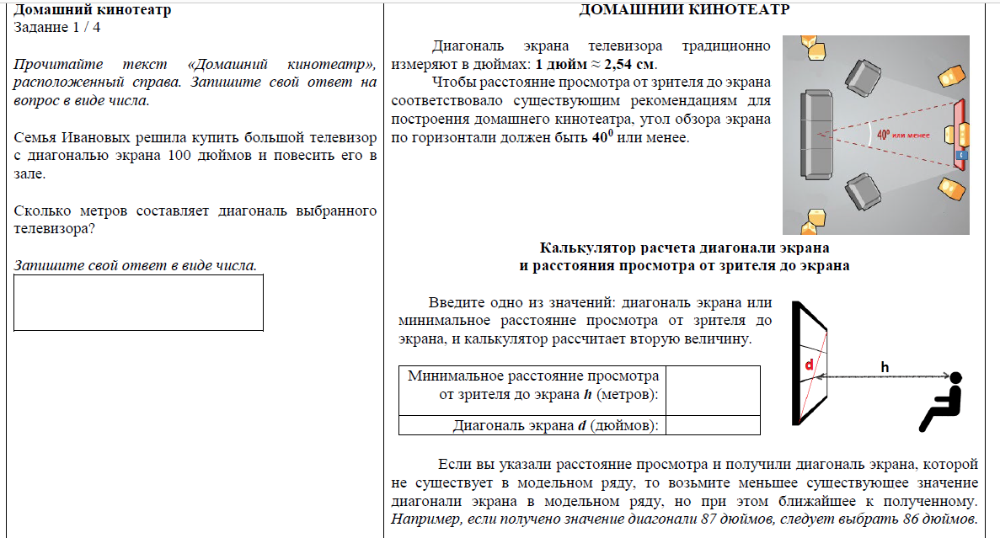 Домашний кинотеатр
Задание 1 / 4
Прочитайте текст «Домашний кинотеатр»,
расположенный справа. Запишите свой ответ на
вопрос в виде числа.
Семья Ивановых решила купить большой телевизор
с диагональю экрана 100 дюймов и повесить его в
зале.
Сколько метров составляет диагональ выбранного
телевизора?
Запишите свой ответ в виде числа.
ДОМАШНИЙ КИНОТЕАТР
Диагональ экрана телевизора традиционно
измеряют в дюймах: 1 дюйм ≈ 2,54 см.
Чтобы расстояние просмотра от зрителя до экрана
соответствовало существующим рекомендациям для
построения домашнего кинотеатра, угол обзора экрана
по горизонтали должен быть 40⁰ или менее.
40⁰ или менее
Калькулятор расчета диагонали экрана
и расстояния просмотра от зрителя до экрана
Введите одно из значений: диагональ экрана или
минимальное расстояние просмотра от зрителя до
экрана, и калькулятор рассчитает вторую величину.
Минимальное расстояние просмотра
от зрителя до экрана h (метров):
Диагональ экрана d (дюймов):
d
h
Если вы указали расстояние просмотра и получили диагональ экрана, которой
не существует в модельном ряду, то возьмите меньшее существующее значение
диагонали экрана в модельном ряду, но при этом ближайшее к полученному.
Например, если получено значение диагонали 87 дюймов, следует выбрать 86 дюймов.